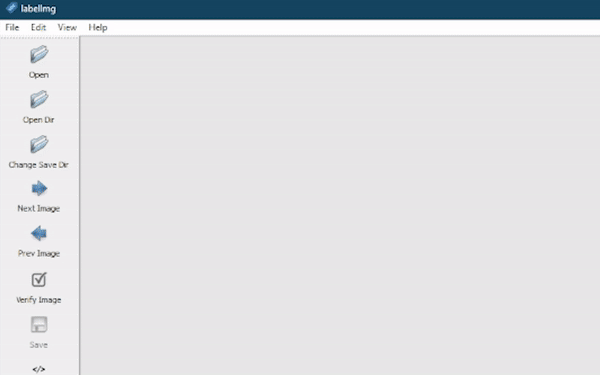 labelImg
File Edit View Help
Open
Open Dir
Change Save Dir
Next Image
Prev Image
Verify Image
Save
</>